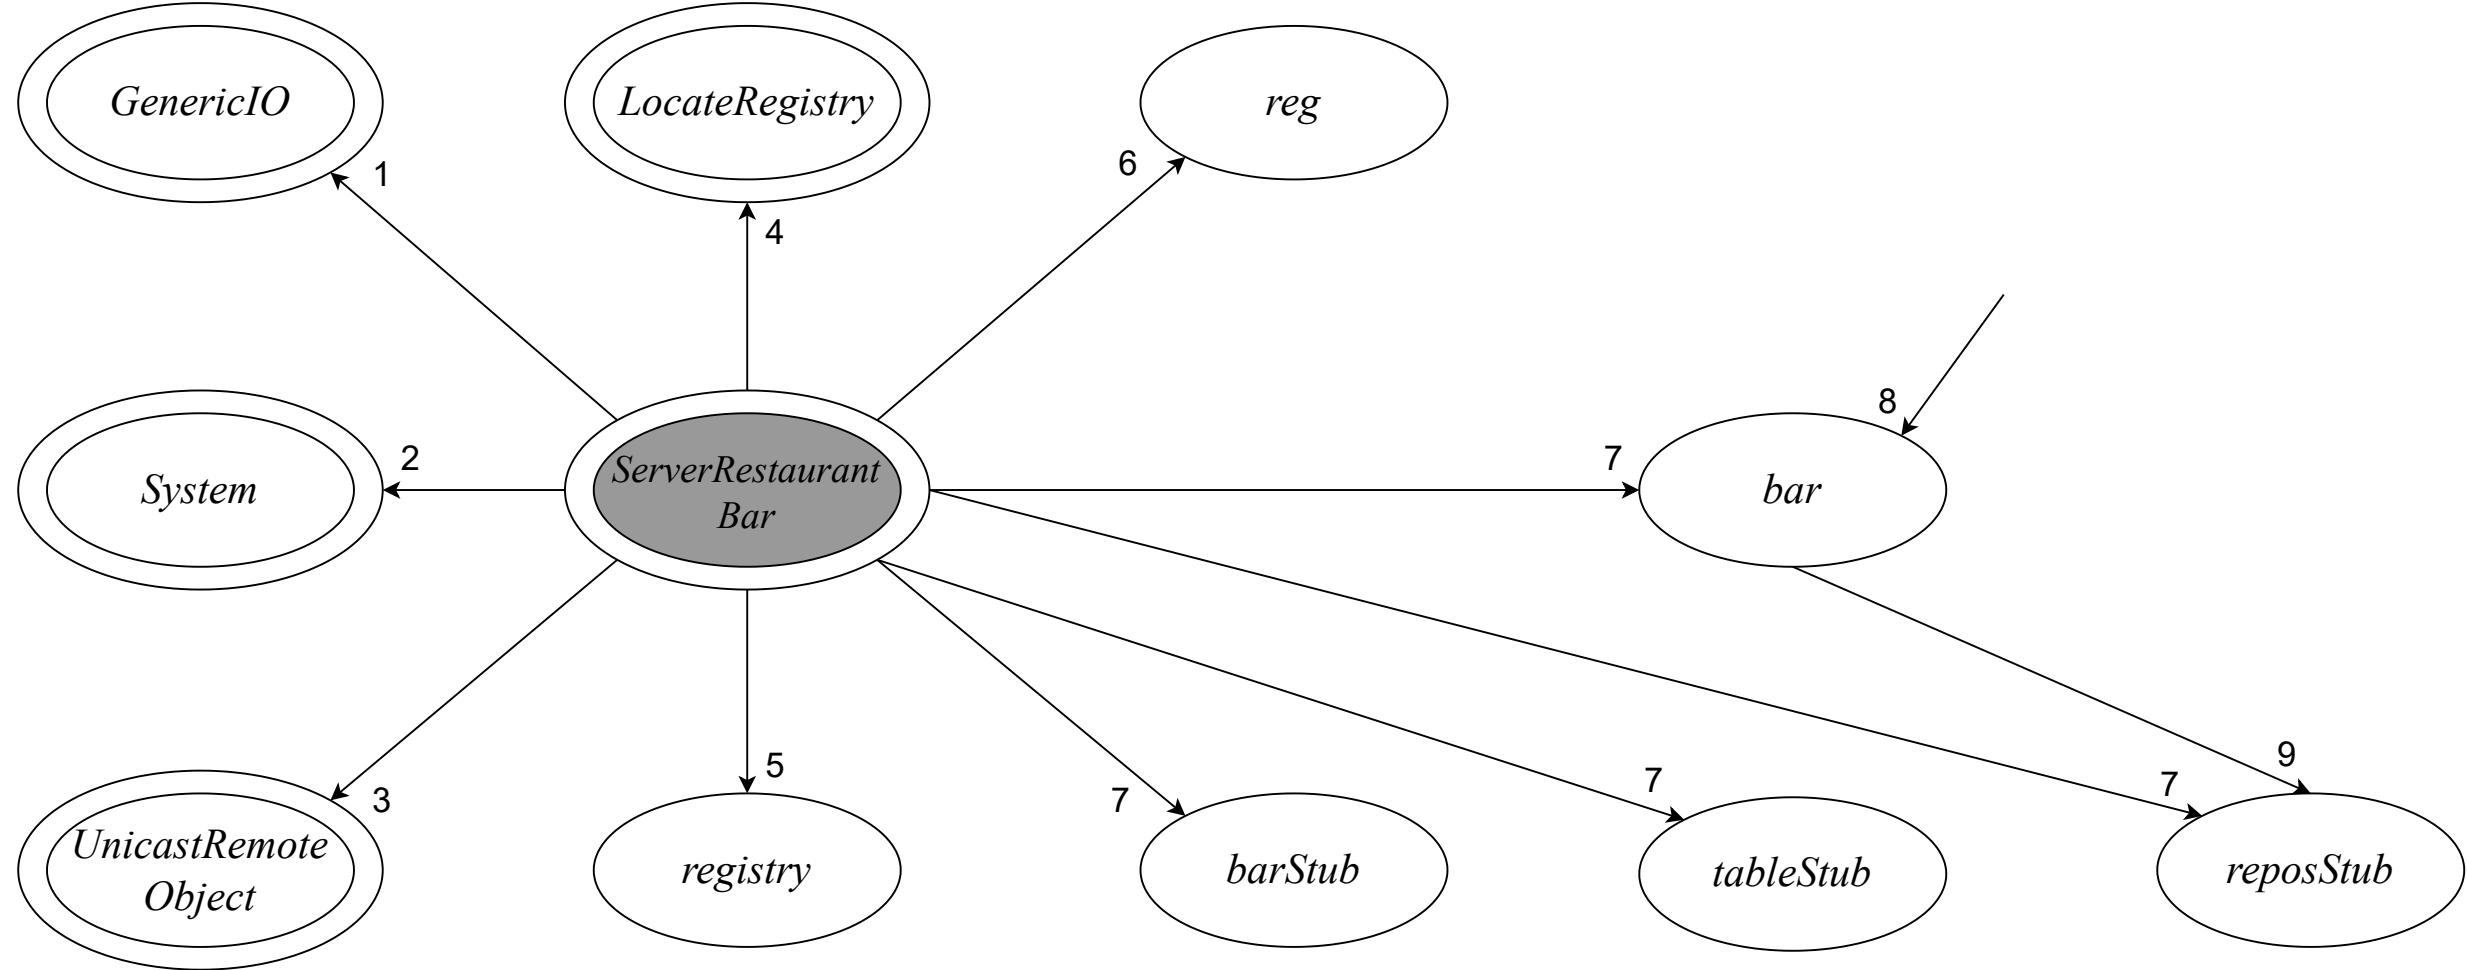 GenericIO
LocateRegistry
reg
1
6
4
8
ServerRestaurant
Bar
System
2
7
bar
9
5
7
7
3
7
UnicastRemote
Object
registry
barStub
tableStub
reposStub